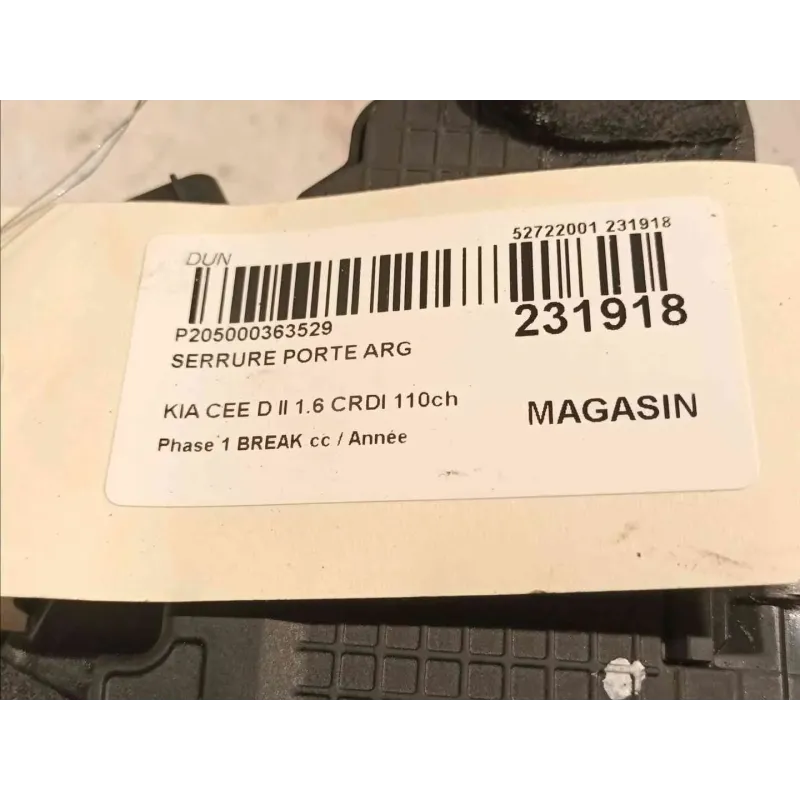 DUN
52722001 231918
P205000363529
231918
SERRURE PORTE ARG
KIA CEE D II 1.6 CRDI 110ch
MAGASIN
Phase 1 BREAK cc / Année